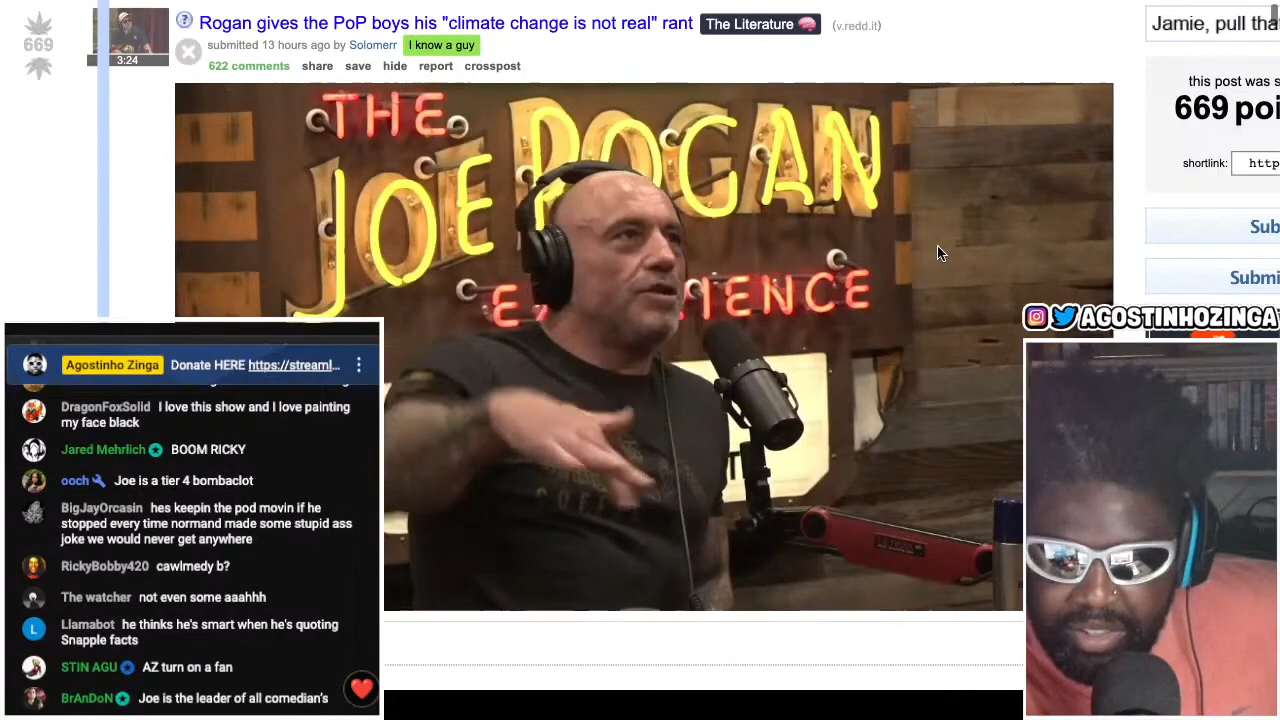 669
3:24
Rogan gives the PoP boys his "climate change is not real" rant The Literature 🧠 (v.redd.it)
submitted 13 hours ago by Solomerr I know a guy
622 comments share save hide report crosspost
THE
JOE ROGAN
Jamie, pull tha
this post was s
669 poi
shortlink: http
Sub
Submi
AGOSTINHOZINGA
Agostinho Zinga Donate HERE https://streaml...
DragonFoxSolid I love this show and I love painting
my face black
Jared Mehrlich BOOM RICKY
ooch Joe is a tier 4 bombaclot
BigJayOrcasin hes keepin the pod movin if he
stopped every time normand made some stupid ass
joke we would never get anywhere
RickyBobby420 cawlmedy b?
The watcher not even some aaahhh
L
Llamabot he thinks he's smart when he's quoting
Snapple facts
STIN AGU AZ turn on a fan
BrAnDoN Joe is the leader of all comedian's